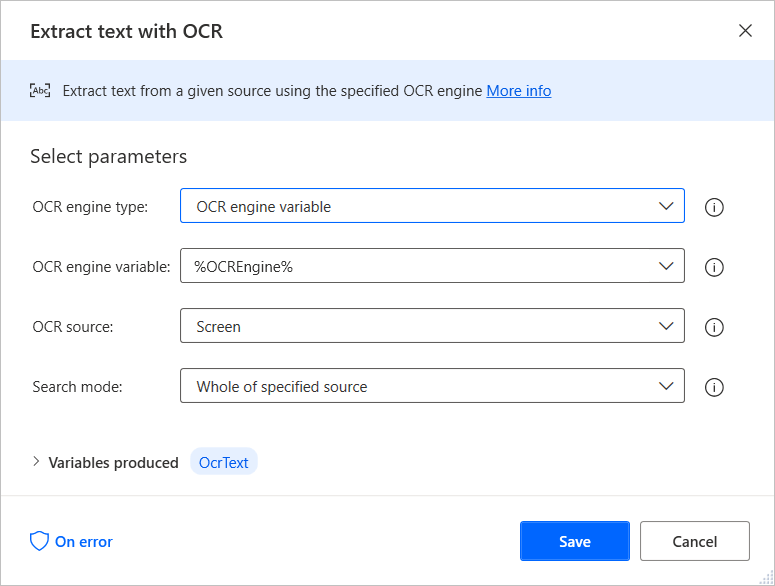 Extract text with OCR
Abc Extract text from a given source using the specified OCR engine More info
Select parameters
OCR engine type: OCR engine variable
OCR engine variable: %OCREngine%
OCR source: Screen
Search mode: Whole of specified source
Variables produced OcrText
On error Save Cancel